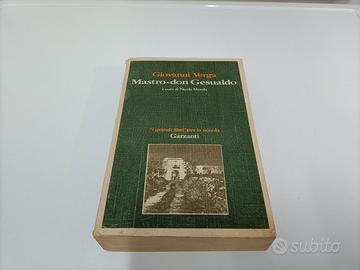 Giovanni Verga
Mastro-don Gesualdo
a cura di Nicola Merola
"i grandi libri" per la scuola
Garzanti
subito